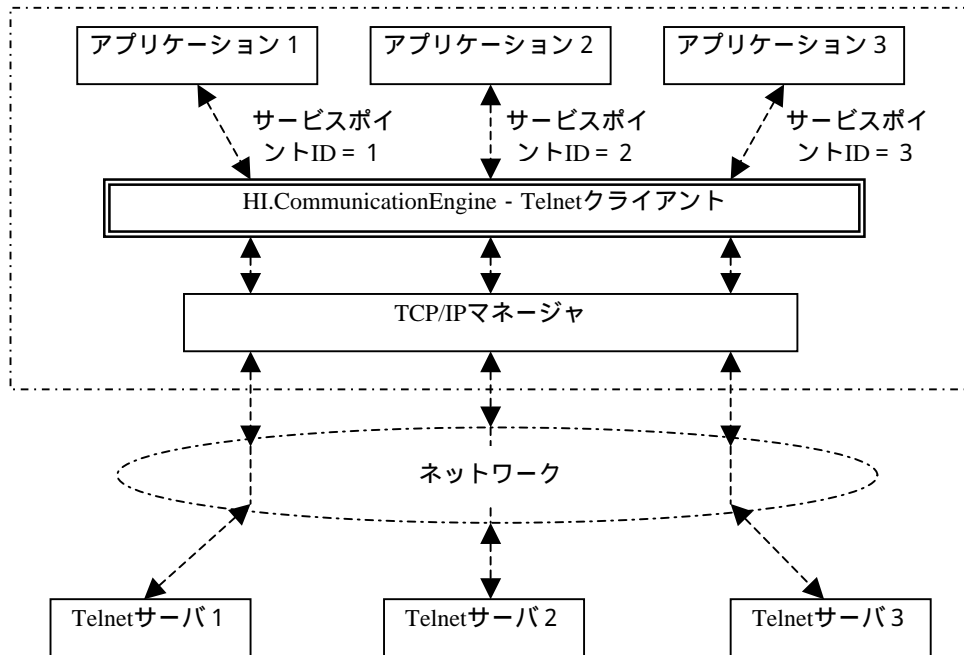 アプリケーション１
アプリケーション２
アプリケーション３
サービスポイ
ントID = １
サービスポイ
ントID = ２
サービスポイ
ントID = ３
HI.CommunicationEngine - Telnetクライアント
TCP/IPマネージャ
ネットワーク
Telnetサーバ１
Telnetサーバ２
Telnetサーバ３